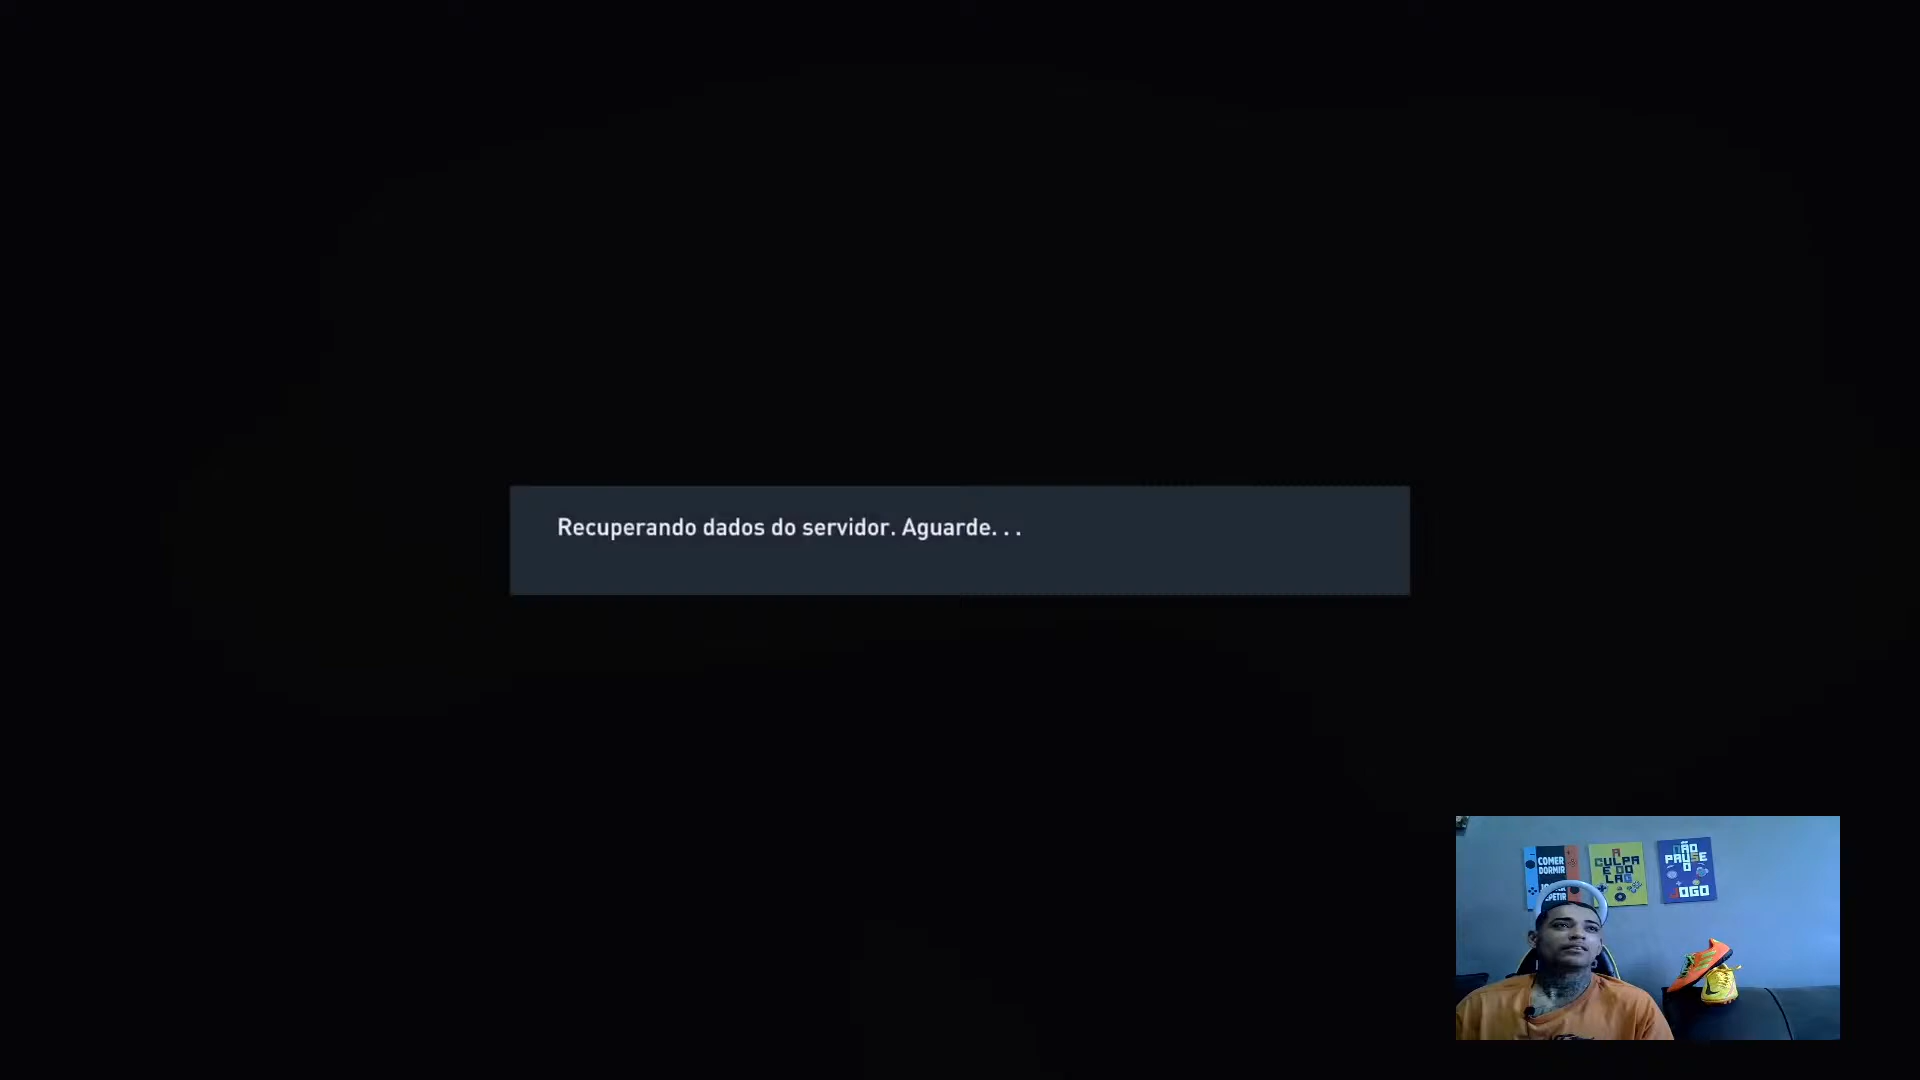 Recuperando dados do servidor. Aguarde...
COMER
DORMIR
A
CULPA
É DO
LAG
NÃO
PAUSE
O
JOGO